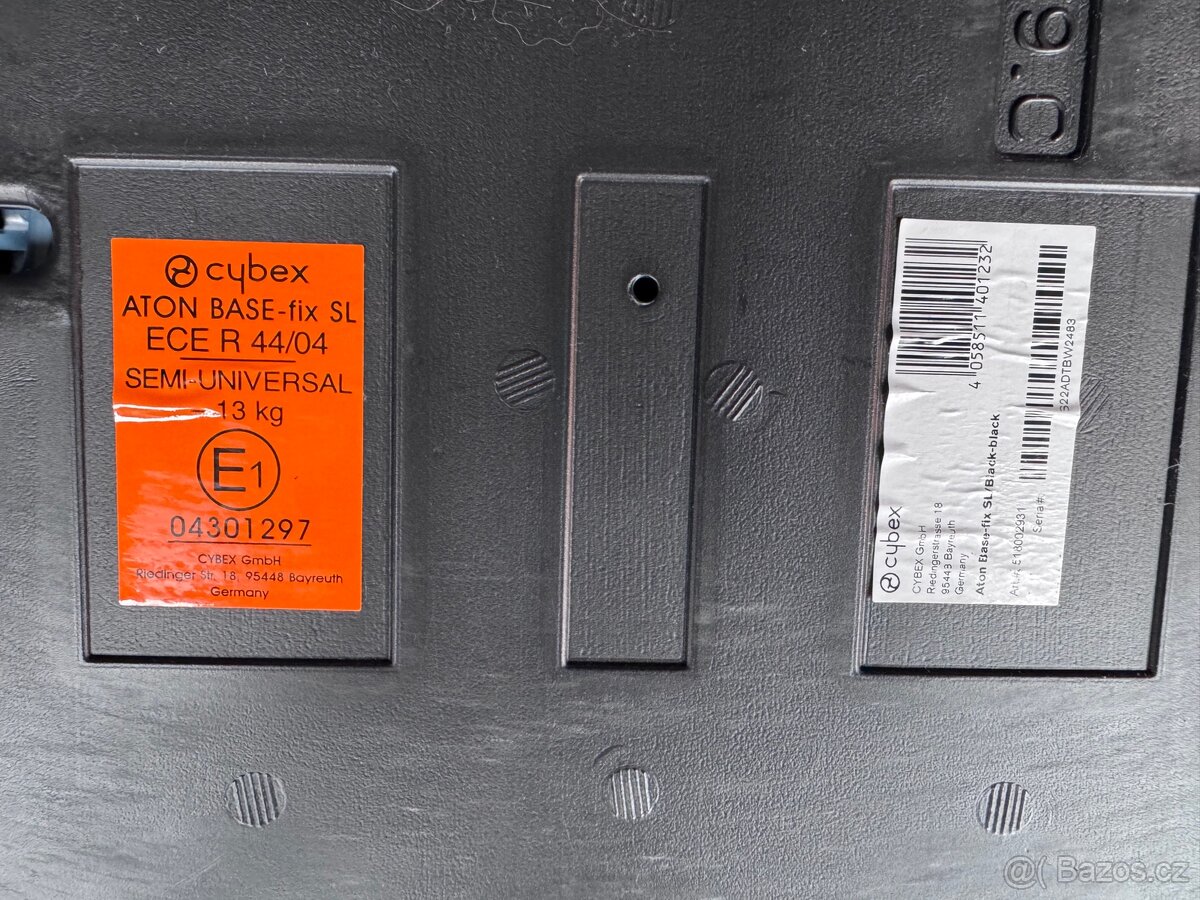 cybex
ATON BASE-fix SL
ECE R 44/04
SEMI-UNIVERSAL
- 13 kg
E1
04301297
CYBEX GmbH
Riedinger Str. 18, 95448 Bayreuth
Germany
cybex
CYBEX GmbH
Riedingerstrasse 18
95448 Bayreuth
Germany
4 058511 401232
Aton Base-fix SL/Black-black
518002931
Serial#:
S22ADTBW2483
@( Bazos.cz